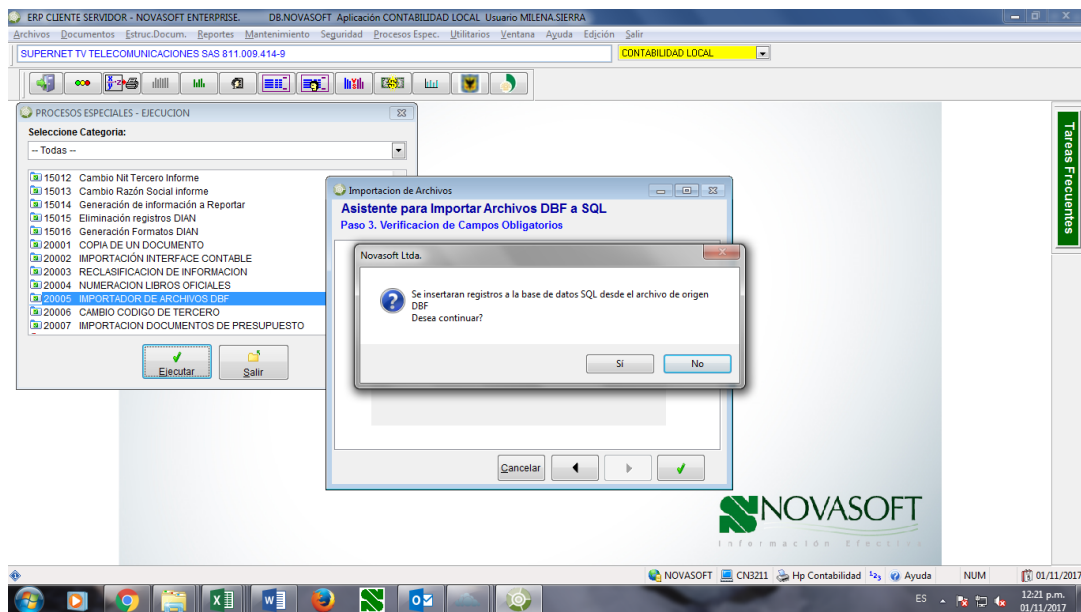 ERP CLIENTE SERVIDOR - NOVASOFT ENTERPRISE. DB.NOVASOFT Aplicación CONTABILIDAD LOCAL Usuario MILENA.SIERRA
Archivos Documentos Estruc.Docum. Reportes Mantenimiento Seguridad Procesos Espec. Utilitarios Ventana Ayuda Edición Salir
SUPERNET TV TELECOMUNICACIONES SAS 811.009.414-9 CONTABILIDAD LOCAL
PROCESOS ESPECIALES - EJECUCION
Seleccione Categoria:
-- Todas --
15012 Cambio Nit Tercero Informe
15013 Cambio Razón Social informe
15014 Generación de información a Reportar
15015 Eliminación registros DIAN
15016 Generación Formatos DIAN
20001 COPIA DE UN DOCUMENTO
20002 IMPORTACIÓN INTERFACE CONTABLE
20003 RECLASIFICACION DE INFORMACION
20004 NUMERACION LIBROS OFICIALES
20005 IMPORTADOR DE ARCHIVOS DBF
20006 CAMBIO CODIGO DE TERCERO
20007 IMPORTACION DOCUMENTOS DE PRESUPUESTO
Ejecutar Salir
Importacion de Archivos
Asistente para Importar Archivos DBF a SQL
Paso 3. Verificacion de Campos Obligatorios
Novasoft Ltda.
Se insertaran registros a la base de datos SQL desde el archivo de origen
DBF
Desea continuar?
Sí No
Cancelar
Tareas Frecuentes
NOVASOFT
Información Efectiva
NOVASOFT CN3211 Hp Contabilidad 123 Ayuda NUM 01/11/2017
ES 12:21 p.m.
01/11/2017